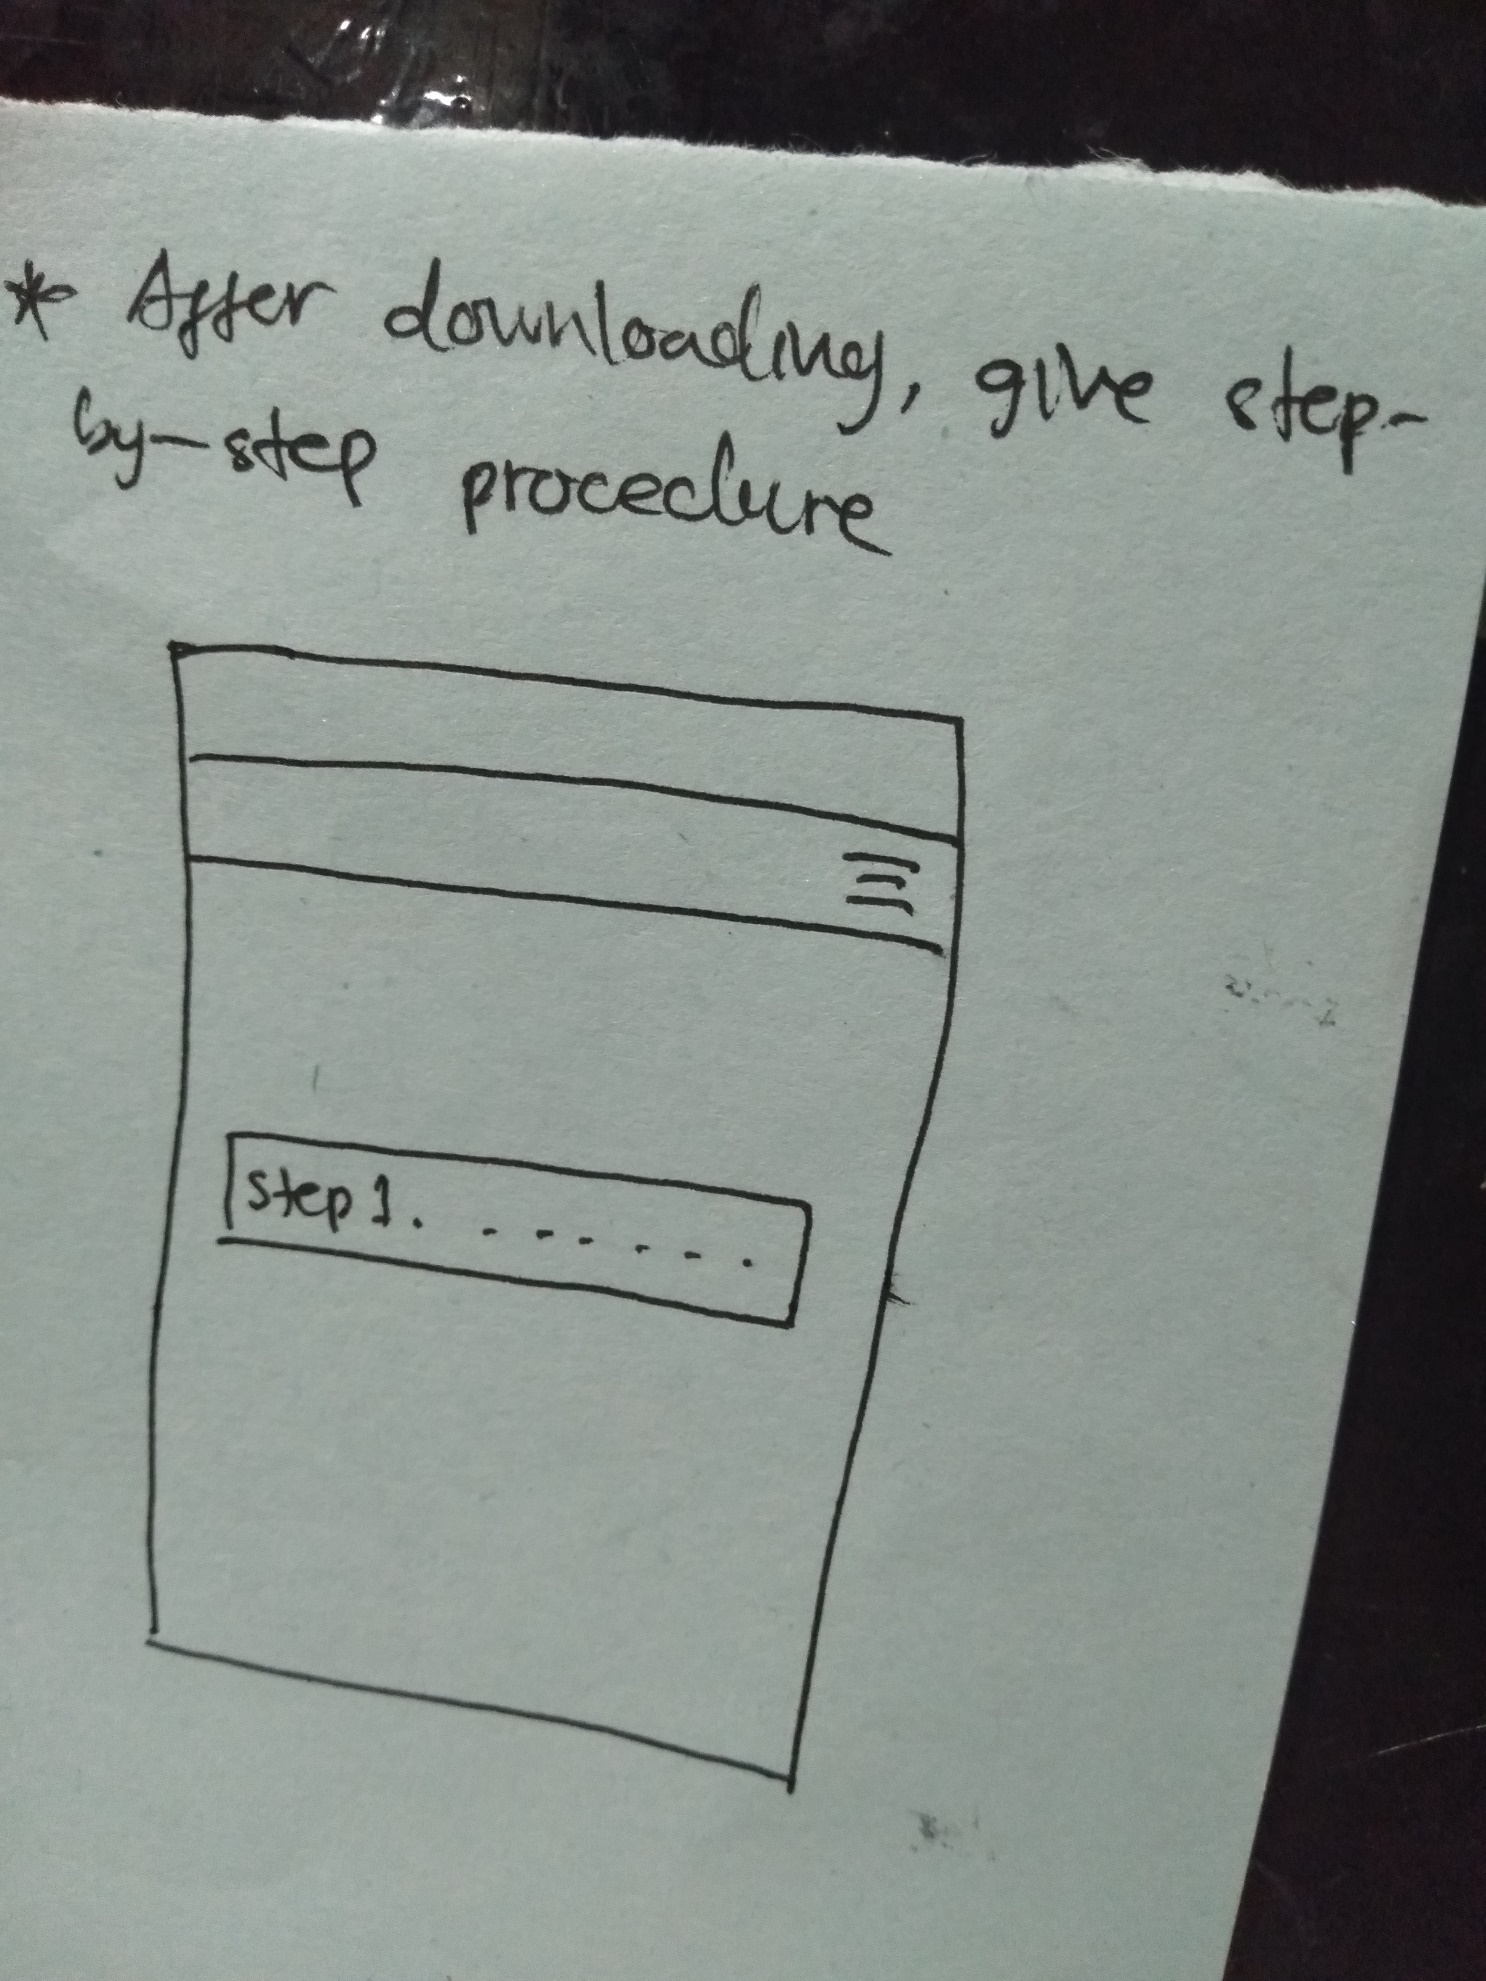 * After downloading, give step-
by-step procedure
Step 1. . - - - - - .